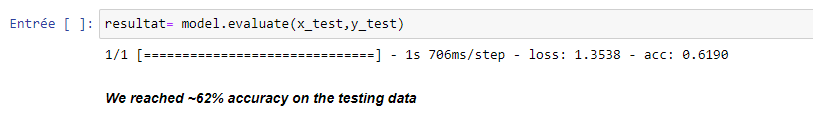 Entrée [ ]: resultat= model.evaluate(x_test,y_test)
1/1 [==============================] - 1s 706ms/step - loss: 1.3538 - acc: 0.6190
We reached ~62% accuracy on the testing data